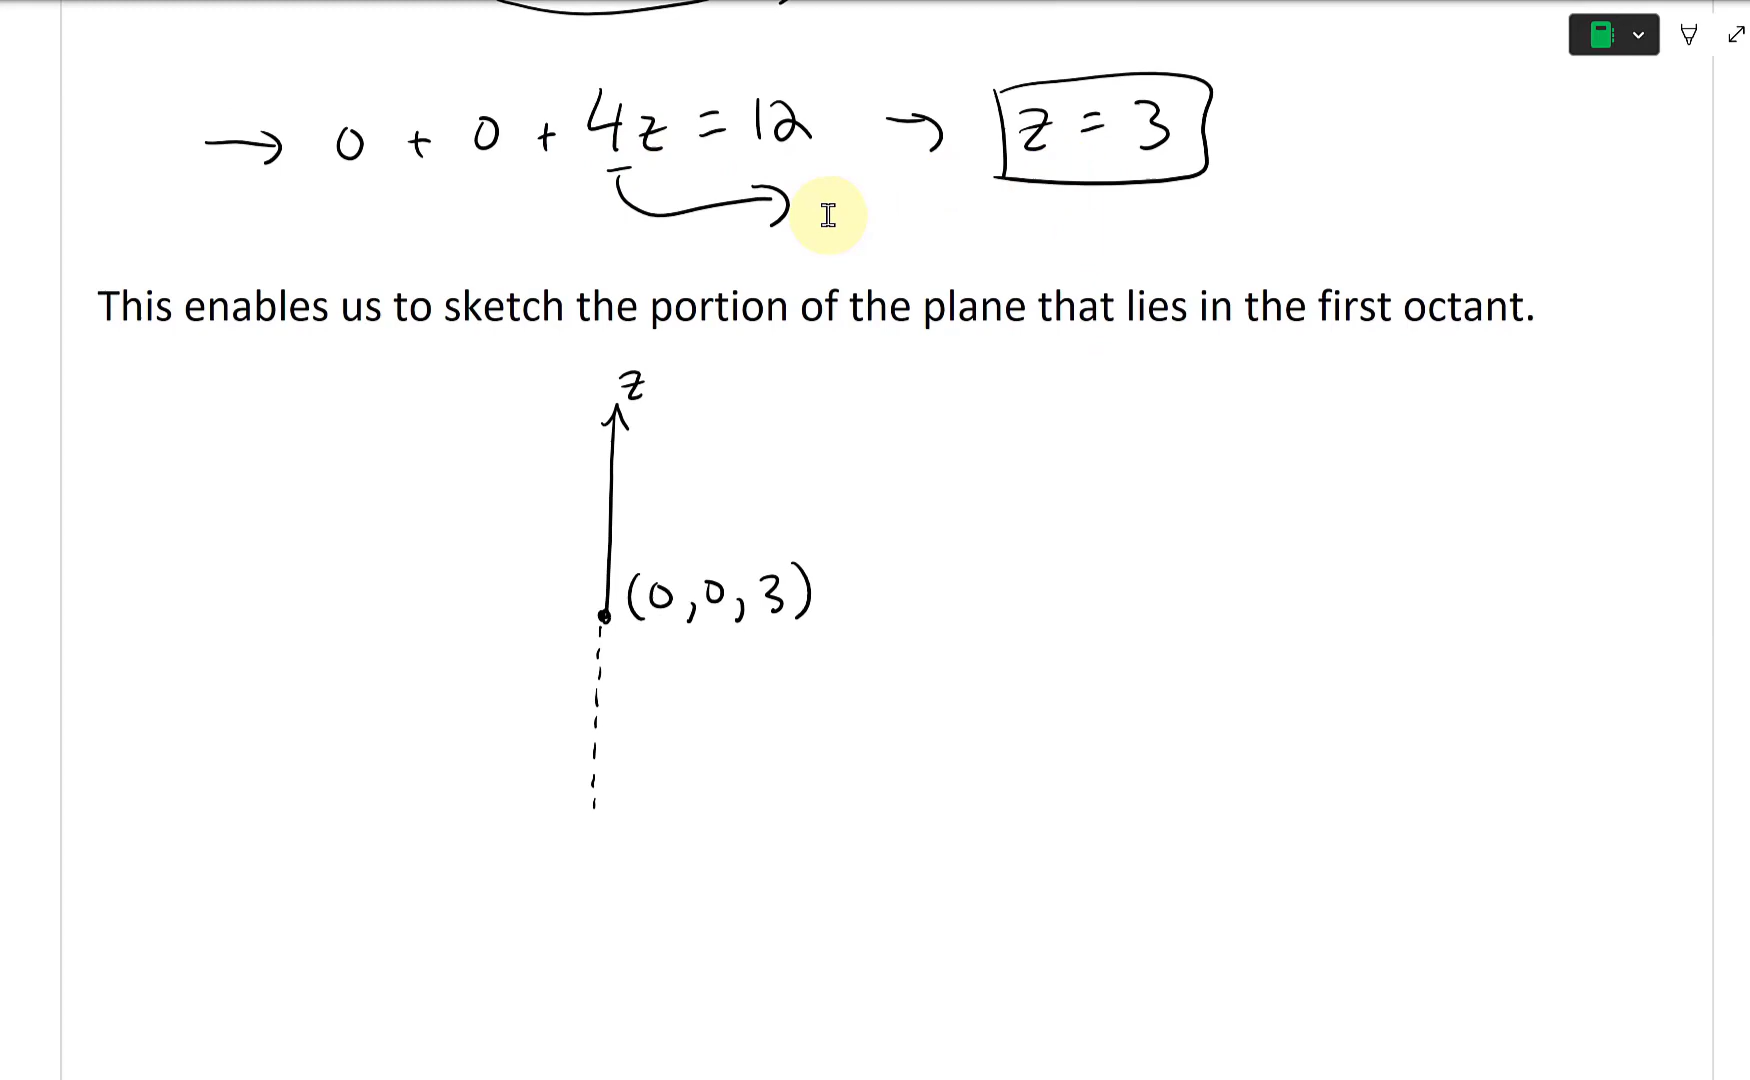 → 0 + 0 + 4z = 12 → z = 3
This enables us to sketch the portion of the plane that lies in the first octant.
z
(0,0,3)